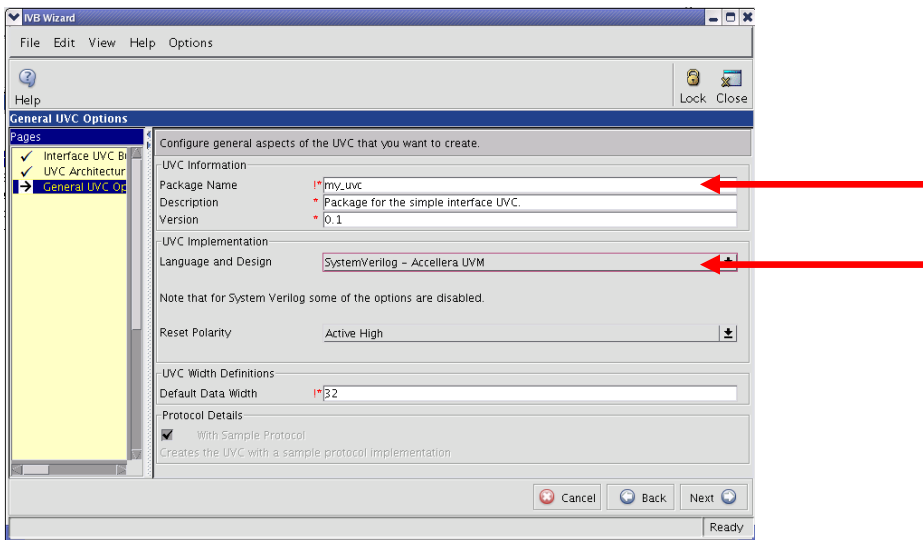 IVB Wizard
File Edit View Help Options
Help
Lock Close
General UVC Options
Pages
Interface UVC B
UVC Architectur
General UVC Op
Configure general aspects of the UVC that you want to create.
UVC Information
Package Name !* my_uvc
Description * Package for the simple interface UVC.
Version * 0.1
UVC Implementation
Language and Design SystemVerilog - Accellera UVM
Note that for System Verilog some of the options are disabled.
Reset Polarity Active High
UVC Width Definitions
Default Data Width !* 32
Protocol Details
With Sample Protocol
Creates the UVC with a sample protocol implementation
Cancel Back Next
Ready